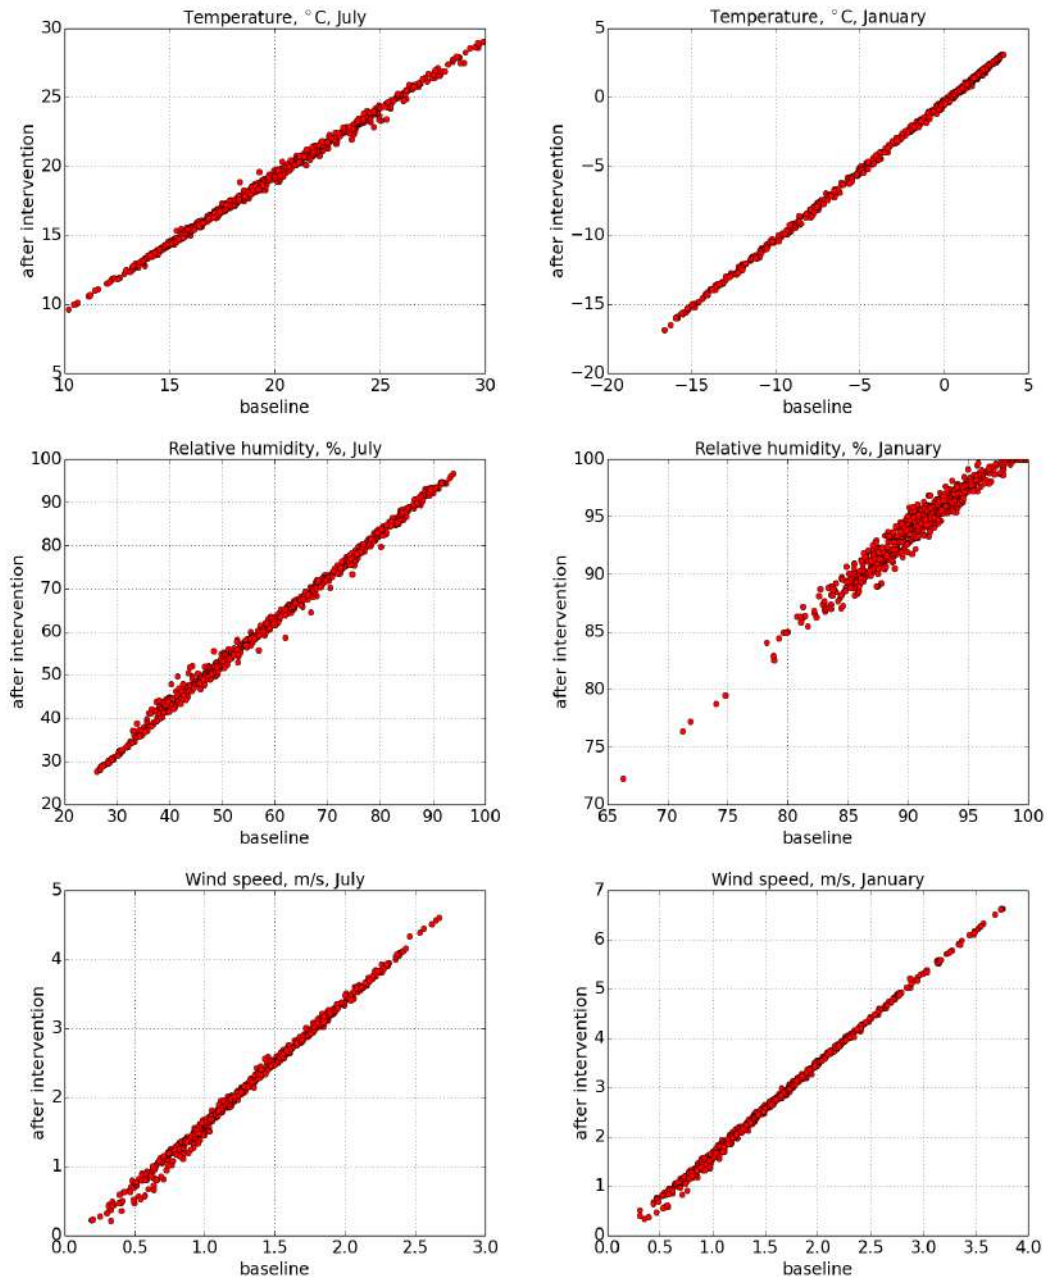 Temperature, °C, July
30
25
20
15
10
5
after intervention
10 15 20 25 30
baseline
Temperature, °C, January
5
0
−5
−10
−15
−20
after intervention
−20 −15 −10 −5 0 5
baseline
Relative humidity, %, July
100
90
80
70
60
50
40
30
20
after intervention
20 30 40 50 60 70 80 90 100
baseline
Relative humidity, %, January
100
95
90
85
80
75
70
after intervention
65 70 75 80 85 90 95 100
baseline
Wind speed, m/s, July
5
4
3
2
1
0
after intervention
0.0 0.5 1.0 1.5 2.0 2.5 3.0
baseline
Wind speed, m/s, January
7
6
5
4
3
2
1
0
after intervention
0.0 0.5 1.0 1.5 2.0 2.5 3.0 3.5 4.0
baseline